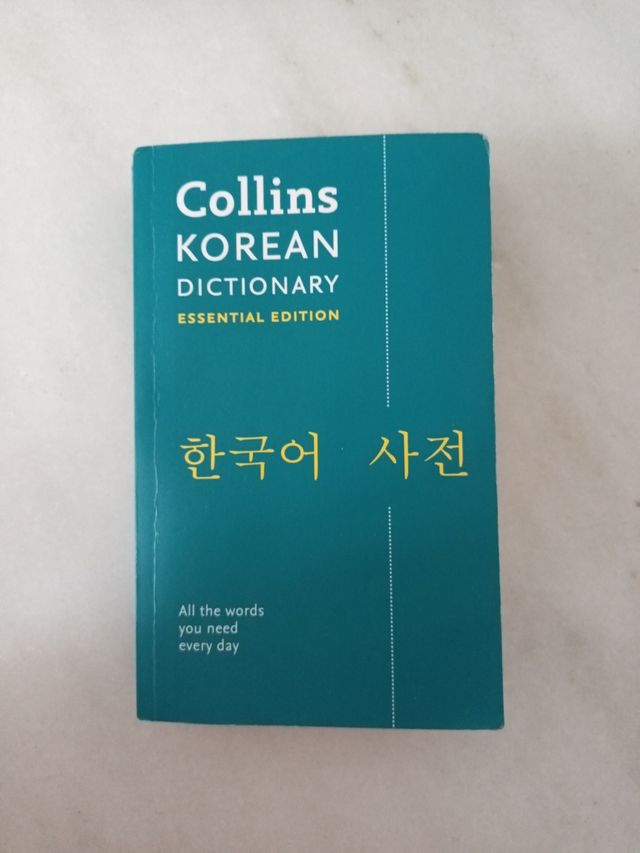 Collins
KOREAN
DICTIONARY
ESSENTIAL EDITION
한국어 사전
All the words
you need
every day